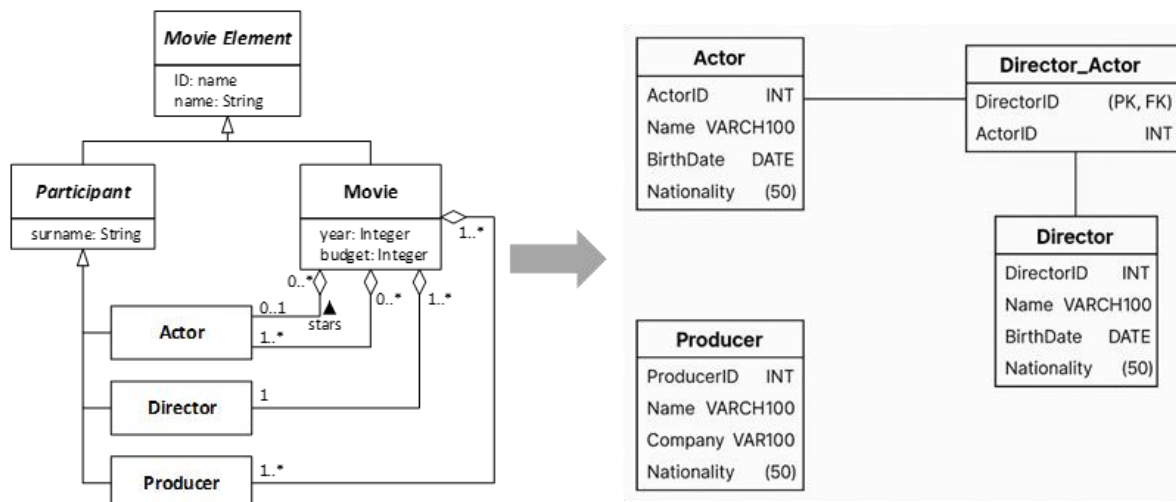 Movie Element
ID: name
name: String
Participant
surname: String
Movie
year: Integer
budget: Integer
1..*
0..*
0..*
1..*
stars
Actor
0..1
1..*
Director
1
Producer
1..*
Actor
ActorID INT
Name VARCH100
BirthDate DATE
Nationality (50)
Director_Actor
DirectorID (PK, FK)
ActorID INT
Director
DirectorID INT
Name VARCH100
BirthDate DATE
Nationality (50)
Producer
ProducerID INT
Name VARCH100
Company VAR100
Nationality (50)